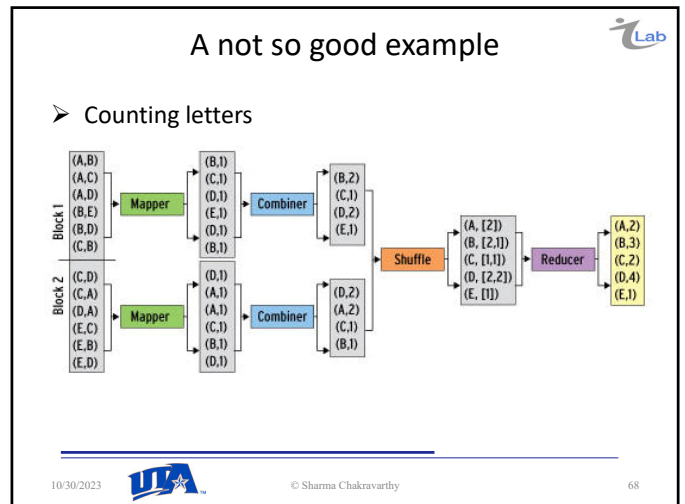 A not so good example
iLab
➢ Counting letters
Block 1
(A,B)
(A,C)
(A,D)
(B,E)
(B,D)
(C,B)
Mapper
(B,1)
(C,1)
(D,1)
(E,1)
(D,1)
(B,1)
Combiner
(B,2)
(C,1)
(D,2)
(E,1)
Block 2
(C,D)
(C,A)
(D,A)
(E,C)
(E,B)
(E,D)
Mapper
(D,1)
(A,1)
(A,1)
(C,1)
(B,1)
(D,1)
Combiner
(D,2)
(A,2)
(C,1)
(B,1)
Shuffle
(A, [2])
(B, [2,1])
(C, [1,1])
(D, [2,2])
(E, [1])
Reducer
(A,2)
(B,3)
(C,2)
(D,4)
(E,1)
10/30/2023
UTA
© Sharma Chakravarthy
68